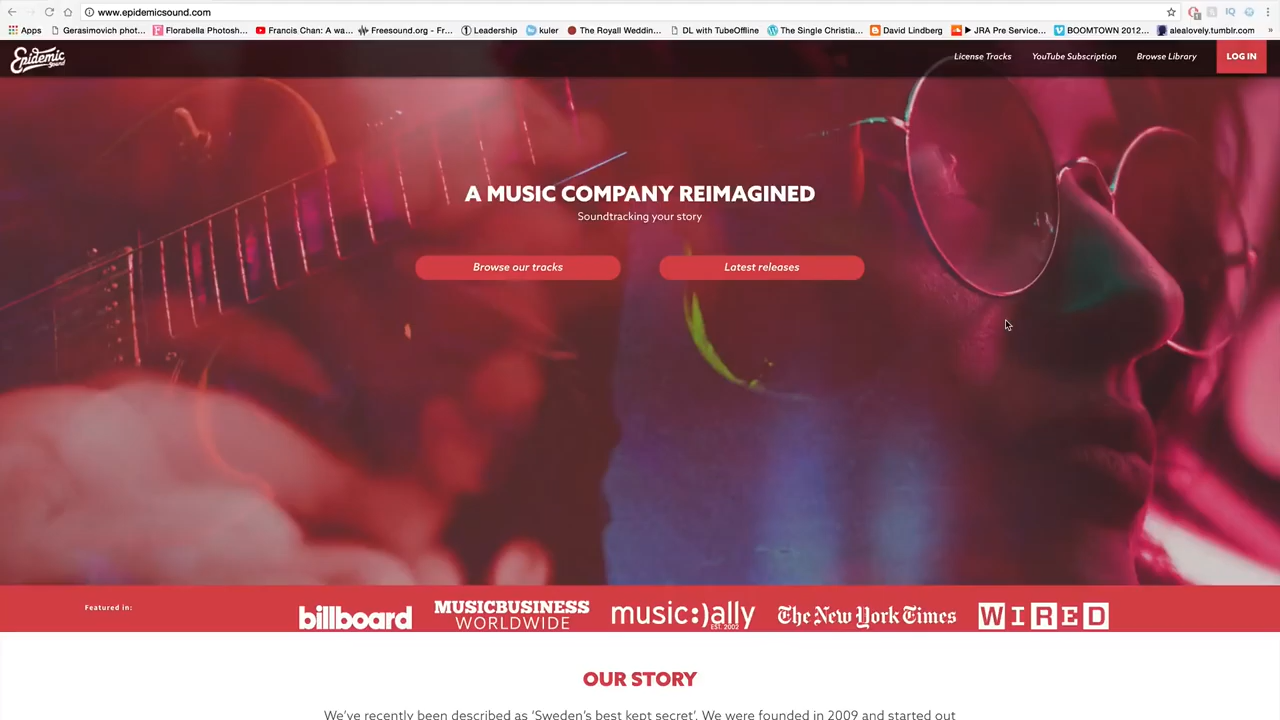 www.epidemicsound.com
Apps Gerasimovich phot... Florabella Photosh... Francis Chan: A wa... Freesound.org - Fr... Leadership kuler The Royall Weddin... DL with TubeOffline The Single Christia... David Lindberg ▶ JRA Pre Service... BOOMTOWN 2012... alealovely.tumblr.com »
Epidemic Sound
License Tracks YouTube Subscription Browse Library LOG IN
A MUSIC COMPANY REIMAGINED
Soundtracking your story
Browse our tracks Latest releases
Featured in:
billboard MUSICBUSINESS WORLDWIDE music:)ally EST. 2002 The New York Times WIRED
OUR STORY
We've recently been described as 'Sweden's best kept secret'. We were founded in 2009 and started out